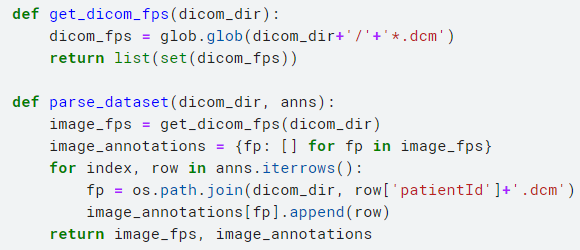 def get_dicom_fps(dicom_dir):
    dicom_fps = glob.glob(dicom_dir+'/'+'*.dcm')
    return list(set(dicom_fps))

def parse_dataset(dicom_dir, anns):
    image_fps = get_dicom_fps(dicom_dir)
    image_annotations = {fp: [] for fp in image_fps}
    for index, row in anns.iterrows():
        fp = os.path.join(dicom_dir, row['patientId']+'.dcm')
        image_annotations[fp].append(row)
    return image_fps, image_annotations